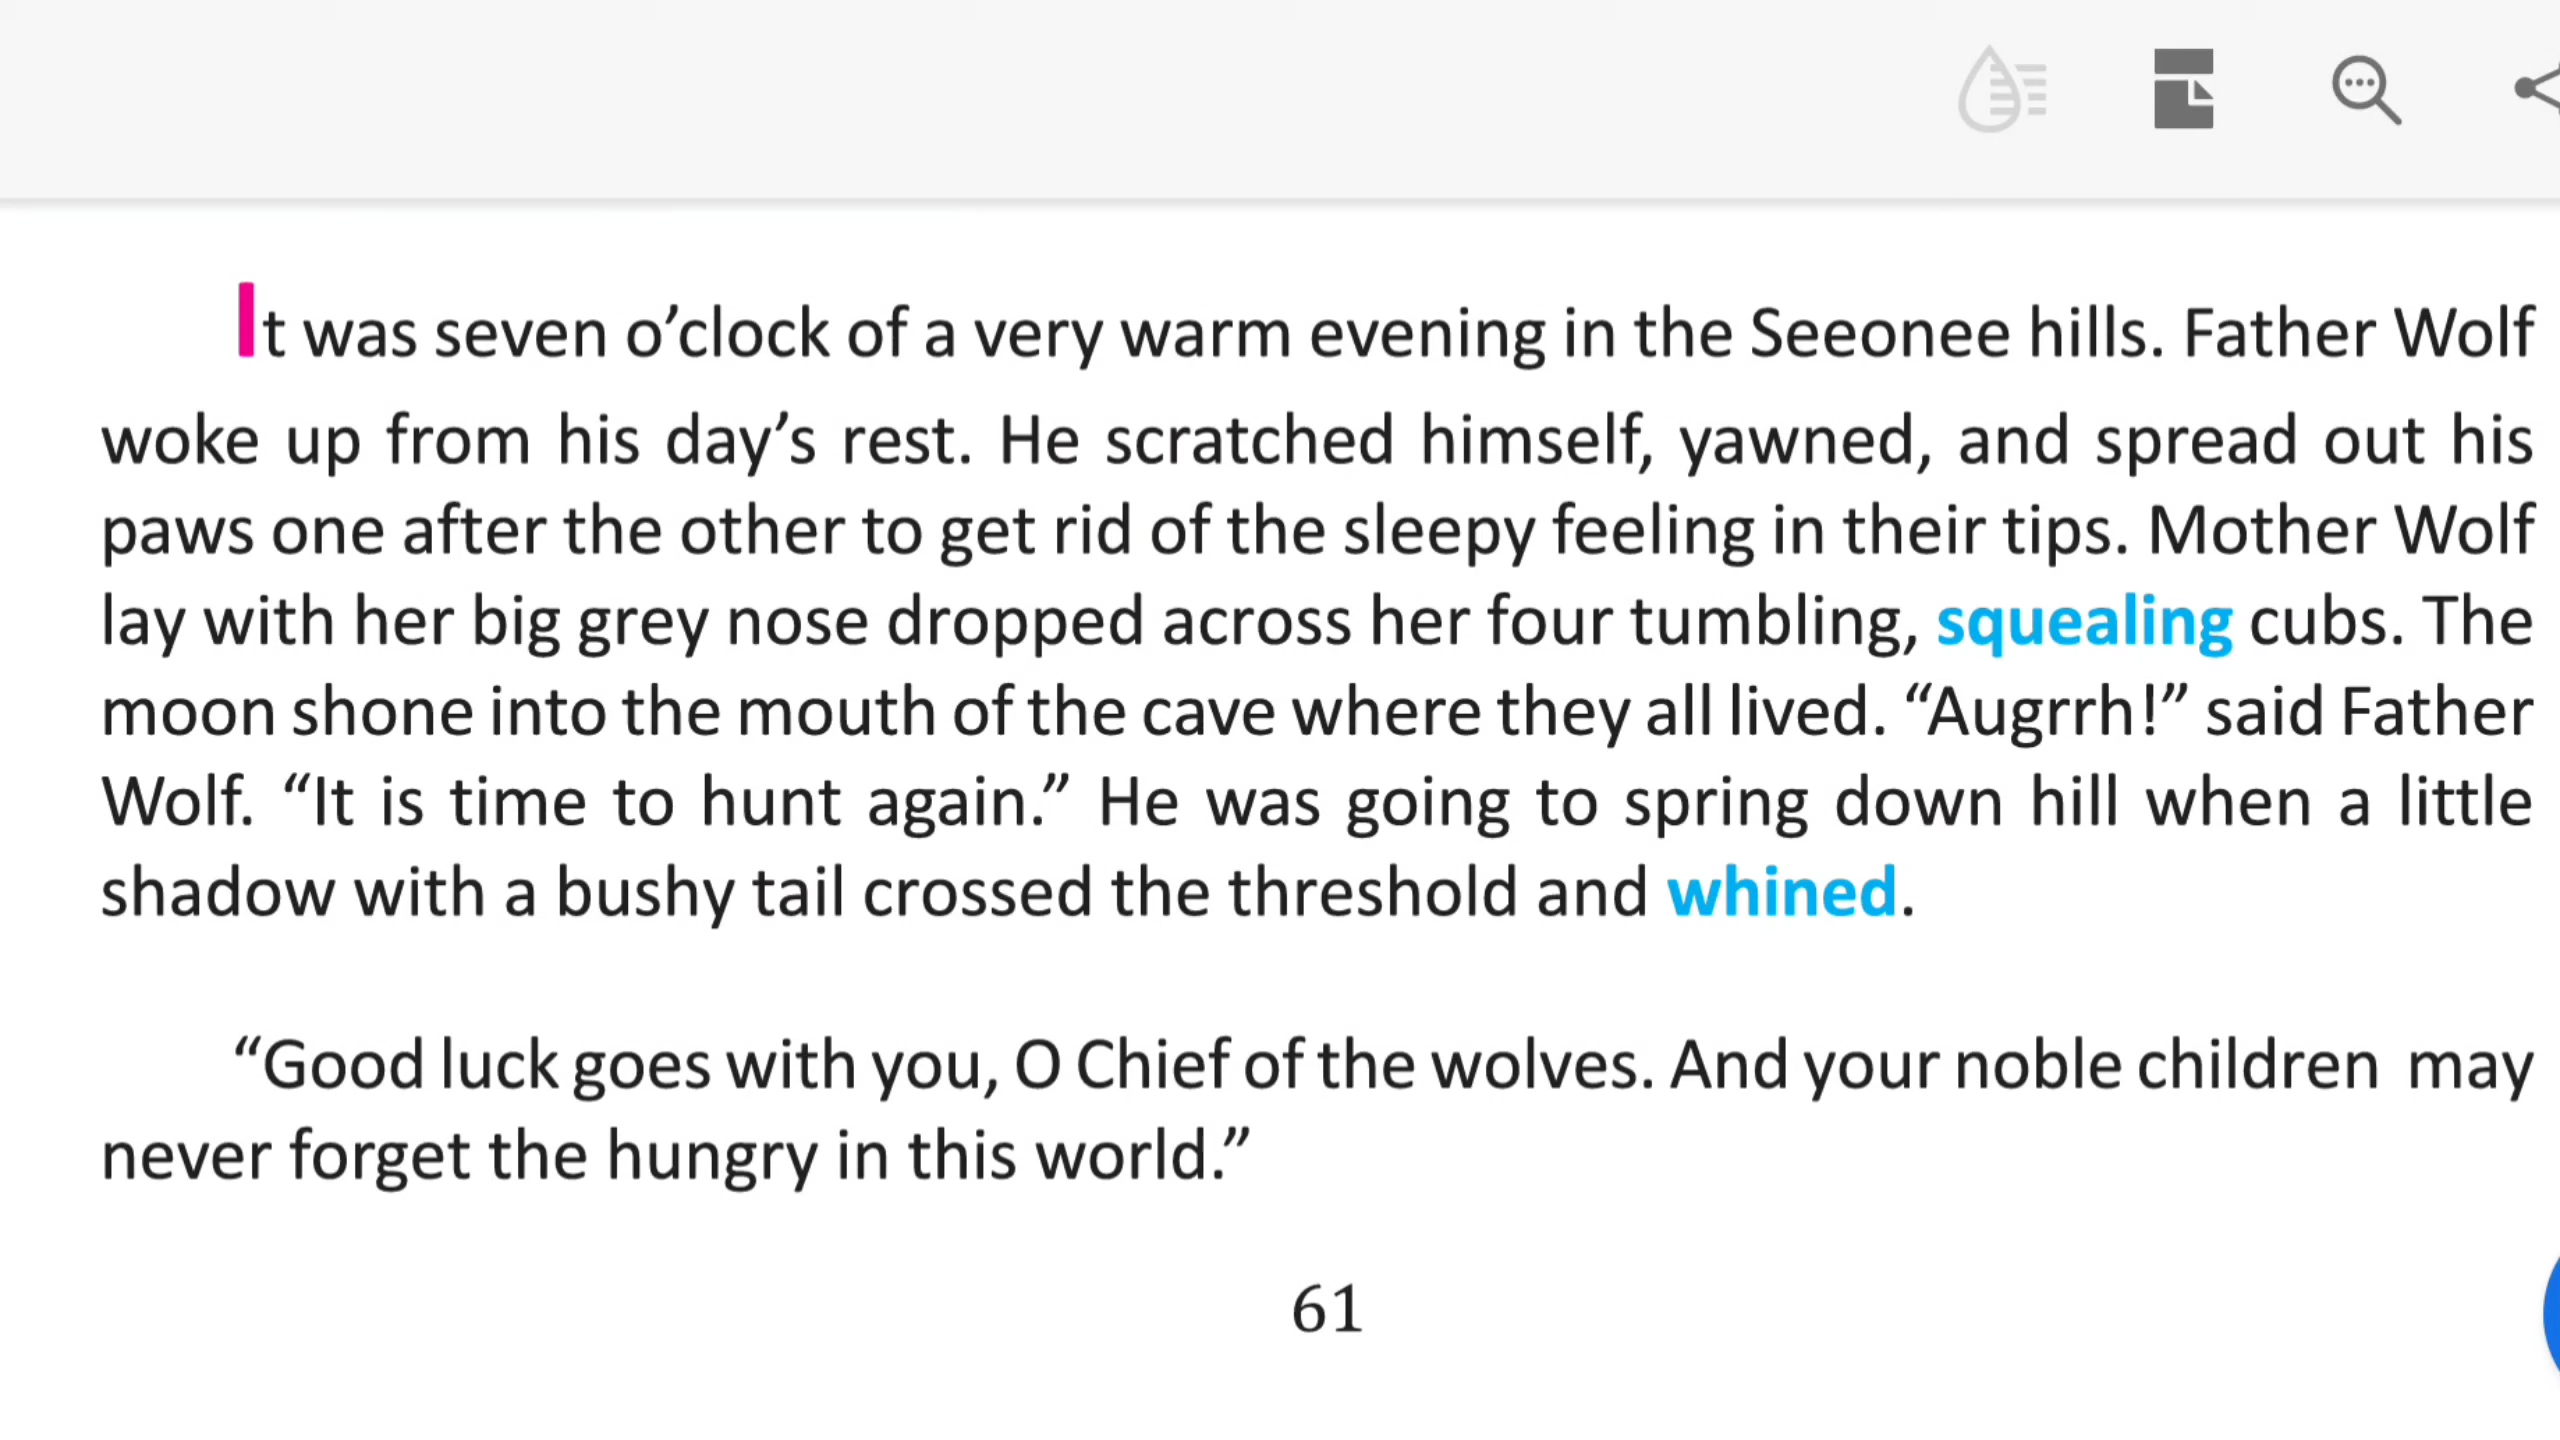 It was seven o’clock of a very warm evening in the Seeonee hills. Father Wolf
woke up from his day’s rest. He scratched himself, yawned, and spread out his
paws one after the other to get rid of the sleepy feeling in their tips. Mother Wolf
lay with her big grey nose dropped across her four tumbling, squealing cubs. The
moon shone into the mouth of the cave where they all lived. “Augrrh!” said Father
Wolf. “It is time to hunt again.” He was going to spring down hill when a little
shadow with a bushy tail crossed the threshold and whined.
“Good luck goes with you, O Chief of the wolves. And your noble children may
never forget the hungry in this world.”
61